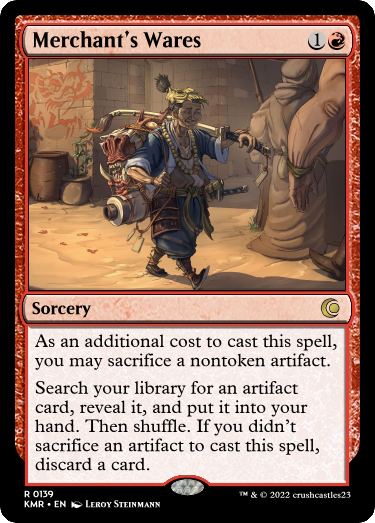 Merchant's Wares 1
Sorcery
As an additional cost to cast this spell,
you may sacrifice a nontoken artifact.
Search your library for an artifact
card, reveal it, and put it into your
hand. Then shuffle. If you didn't
sacrifice an artifact to cast this spell,
discard a card.
R 0139
KMR • EN Leroy Steinmann
™ & © 2022 crushcastles23